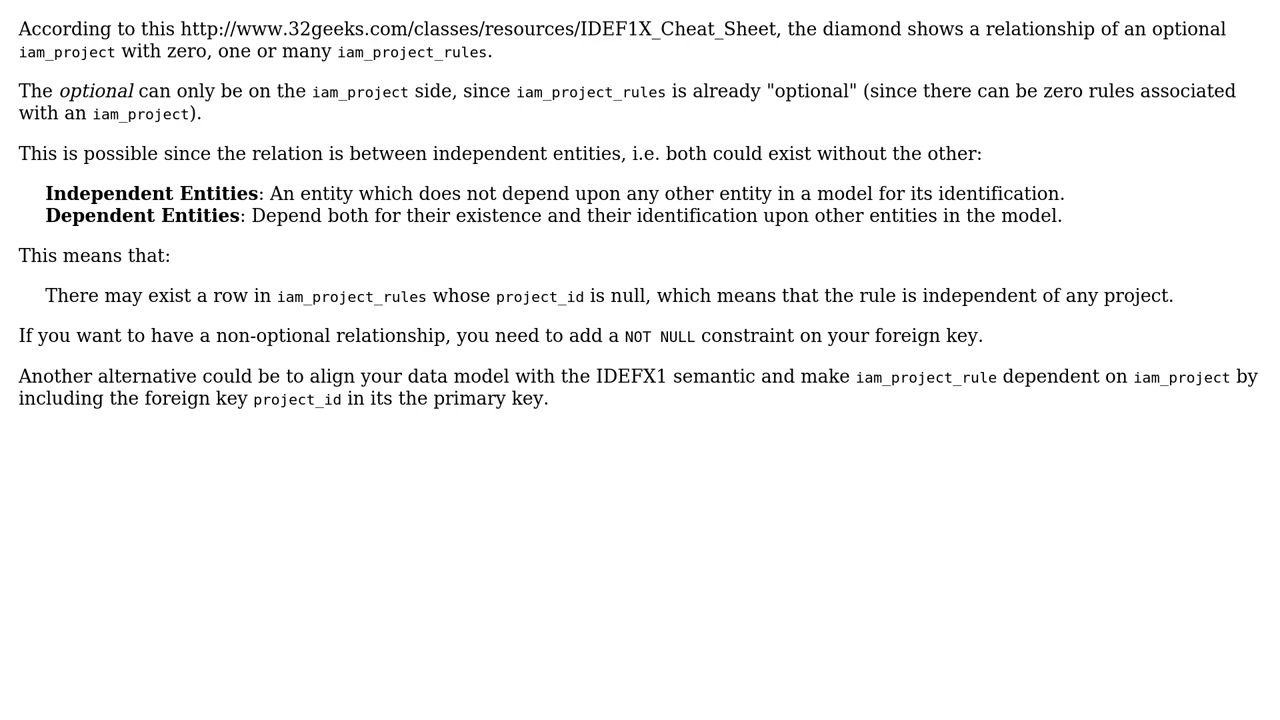 According to this http://www.32geeks.com/classes/resources/IDEF1X_Cheat_Sheet, the diamond shows a relationship of an optional
iam_project with zero, one or many iam_project_rules.
The optional can only be on the iam_project side, since iam_project_rules is already "optional" (since there can be zero rules associated
with an iam_project).
This is possible since the relation is between independent entities, i.e. both could exist without the other:
Independent Entities: An entity which does not depend upon any other entity in a model for its identification.
Dependent Entities: Depend both for their existence and their identification upon other entities in the model.
This means that:
There may exist a row in iam_project_rules whose project_id is null, which means that the rule is independent of any project.
If you want to have a non-optional relationship, you need to add a NOT NULL constraint on your foreign key.
Another alternative could be to align your data model with the IDEFX1 semantic and make iam_project_rule dependent on iam_project by
including the foreign key project_id in its the primary key.